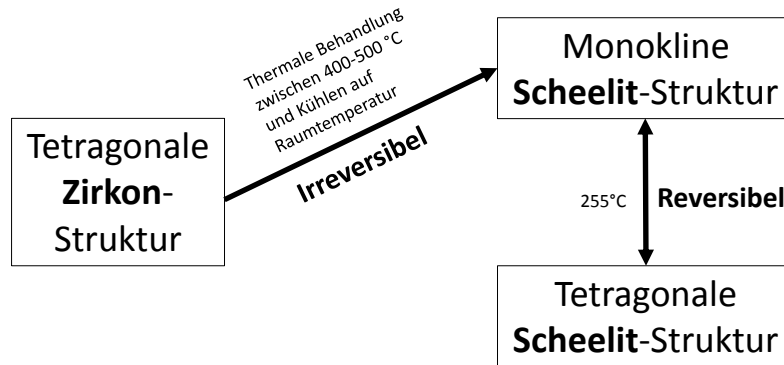 Tetragonale
Zirkon-
Struktur
Thermale Behandlung
zwischen 400-500 °C
und Kühlen auf
Raumtemperatur
Irreversibel
Monokline
Scheelit-Struktur
255°C
Reversibel
Tetragonale
Scheelit-Struktur